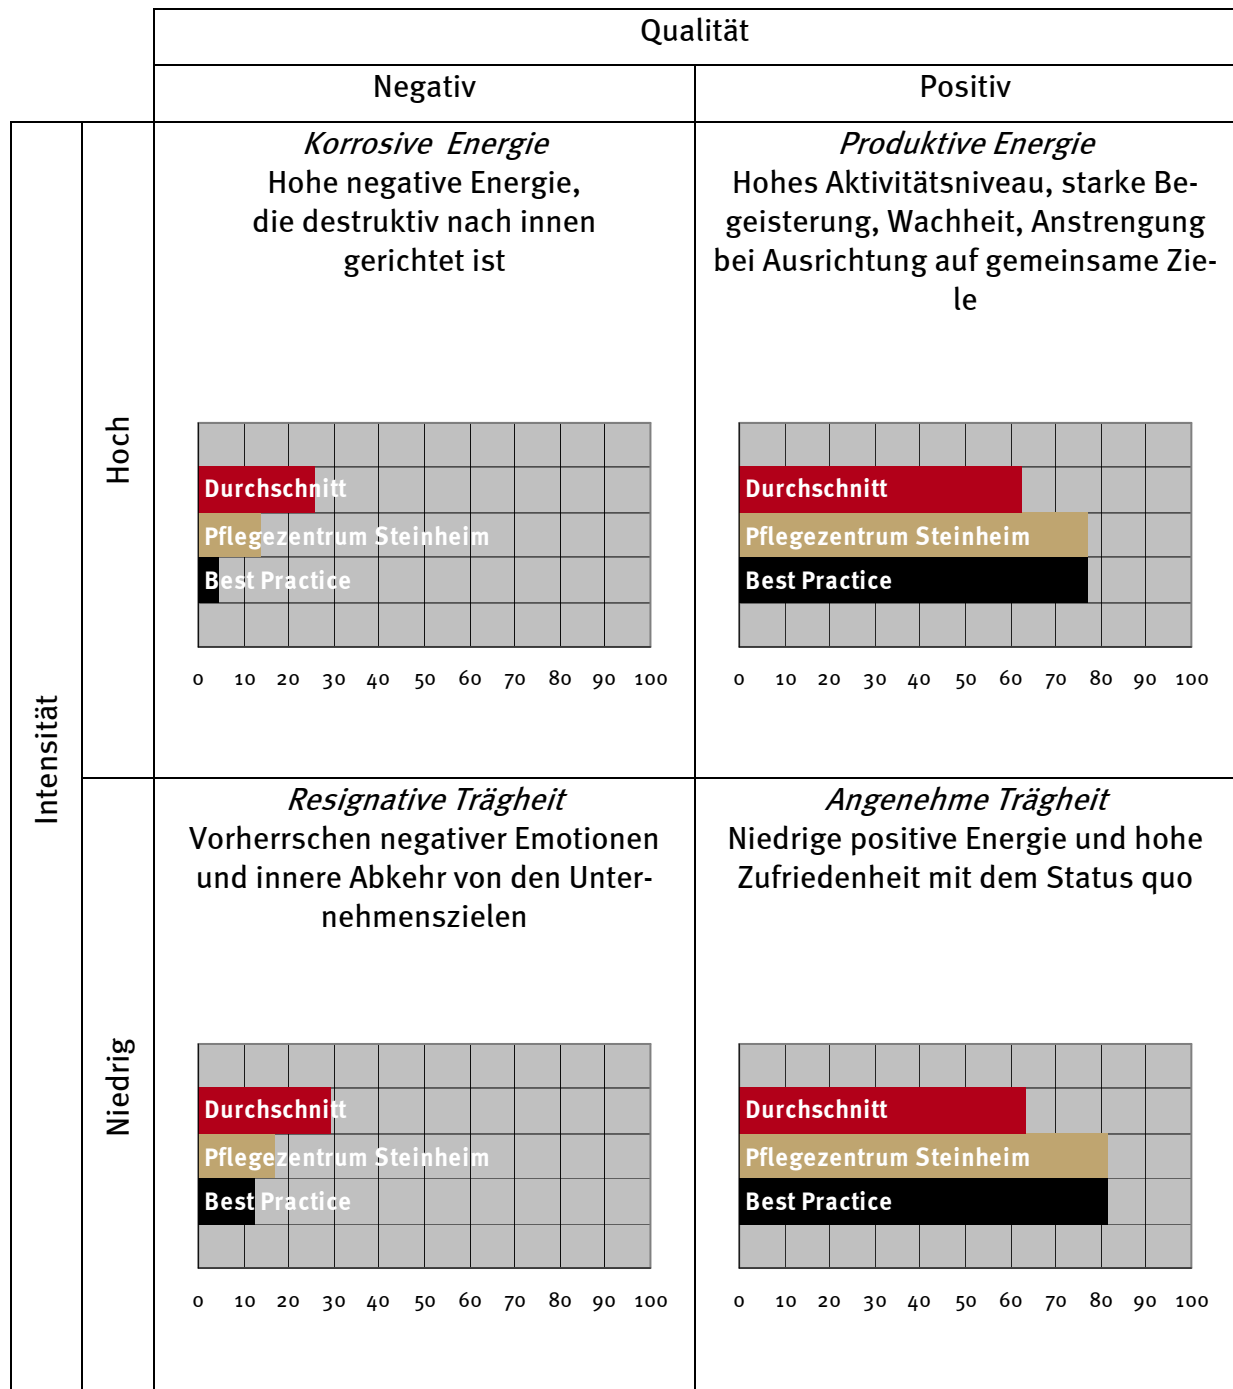 Qualität
Negativ
Positiv
Intensität
Hoch
Korrosive Energie
Hohe negative Energie,
die destruktiv nach innen
gerichtet ist
Durchschnitt
Pflegezentrum Steinheim
Best Practice
0 10 20 30 40 50 60 70 80 90 100
Produktive Energie
Hohes Aktivitätsniveau, starke Be-
geisterung, Wachheit, Anstrengung
bei Ausrichtung auf gemeinsame Zie-
le
Durchschnitt
Pflegezentrum Steinheim
Best Practice
0 10 20 30 40 50 60 70 80 90 100
Niedrig
Resignative Trägheit
Vorherrschen negativer Emotionen
und innere Abkehr von den Unter-
nehmenszielen
Durchschnitt
Pflegezentrum Steinheim
Best Practice
0 10 20 30 40 50 60 70 80 90 100
Angenehme Trägheit
Niedrige positive Energie und hohe
Zufriedenheit mit dem Status quo
Durchschnitt
Pflegezentrum Steinheim
Best Practice
0 10 20 30 40 50 60 70 80 90 100